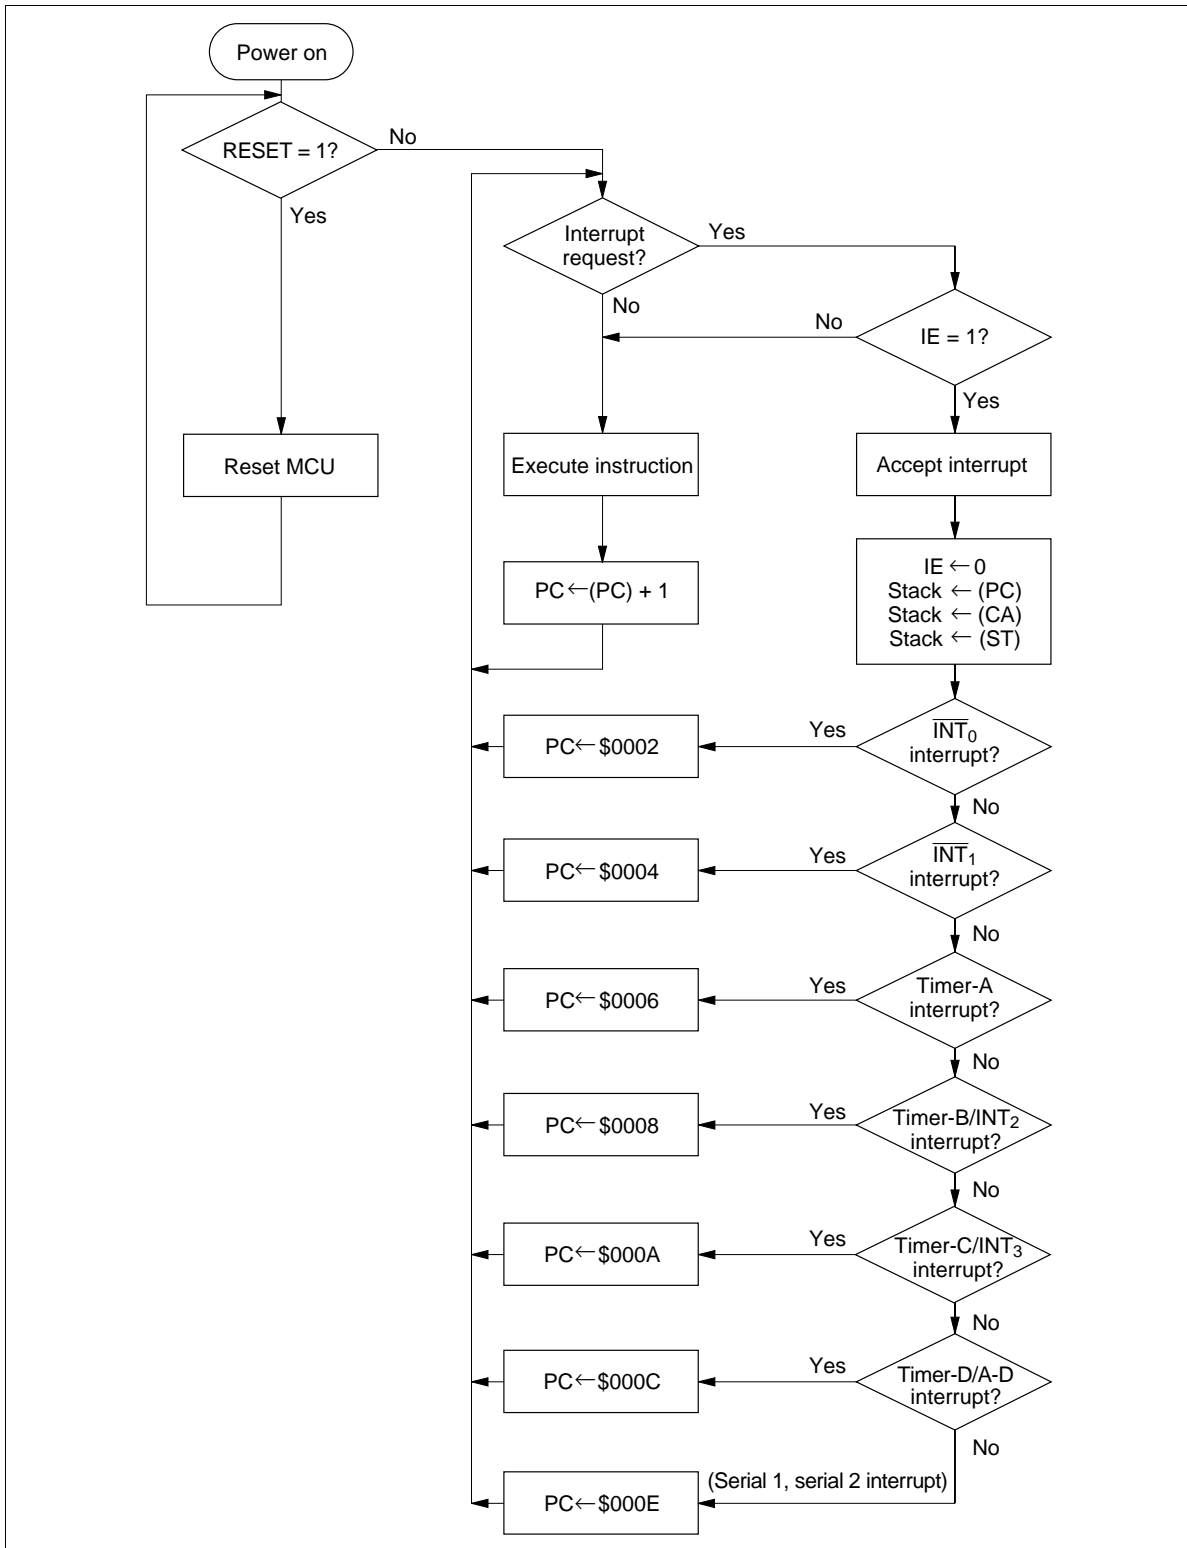 Power on
RESET = 1?
No
Yes
Interrupt
request?
Yes
No
No
IE = 1?
Yes
Reset MCU
Execute instruction
Accept interrupt
PC←(PC) + 1
IE ← 0
Stack ← (PC)
Stack ← (CA)
Stack ← (ST)
PC← $0002
Yes
I̅N̅T̅0
interrupt?
No
PC← $0004
Yes
I̅N̅T̅1
interrupt?
No
PC← $0006
Yes
Timer-A
interrupt?
No
PC← $0008
Yes
Timer-B/INT2
interrupt?
No
PC← $000A
Yes
Timer-C/INT3
interrupt?
No
PC← $000C
Yes
Timer-D/A-D
interrupt?
No
PC← $000E
(Serial 1, serial 2 interrupt)